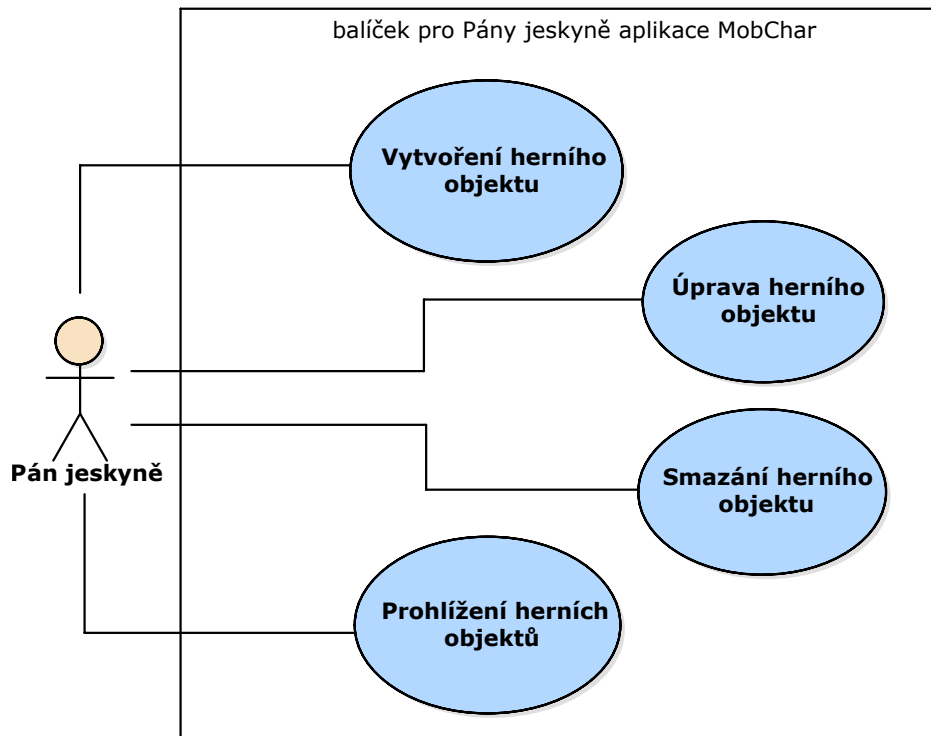 balíček pro Pány jeskyně aplikace MobChar
Vytvoření herního
objektu
Úprava herního
objektu
Pán jeskyně
Smazání herního
objektu
Prohlížení herních
objektů